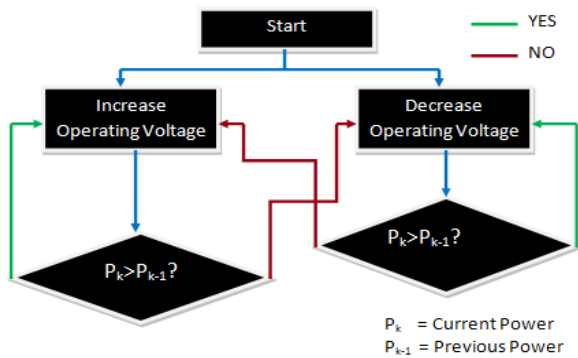 Start
YES
NO
Increase
Operating Voltage
Decrease
Operating Voltage
Pk>Pk-1?
Pk>Pk-1?
Pk = Current Power
Pk-1 = Previous Power